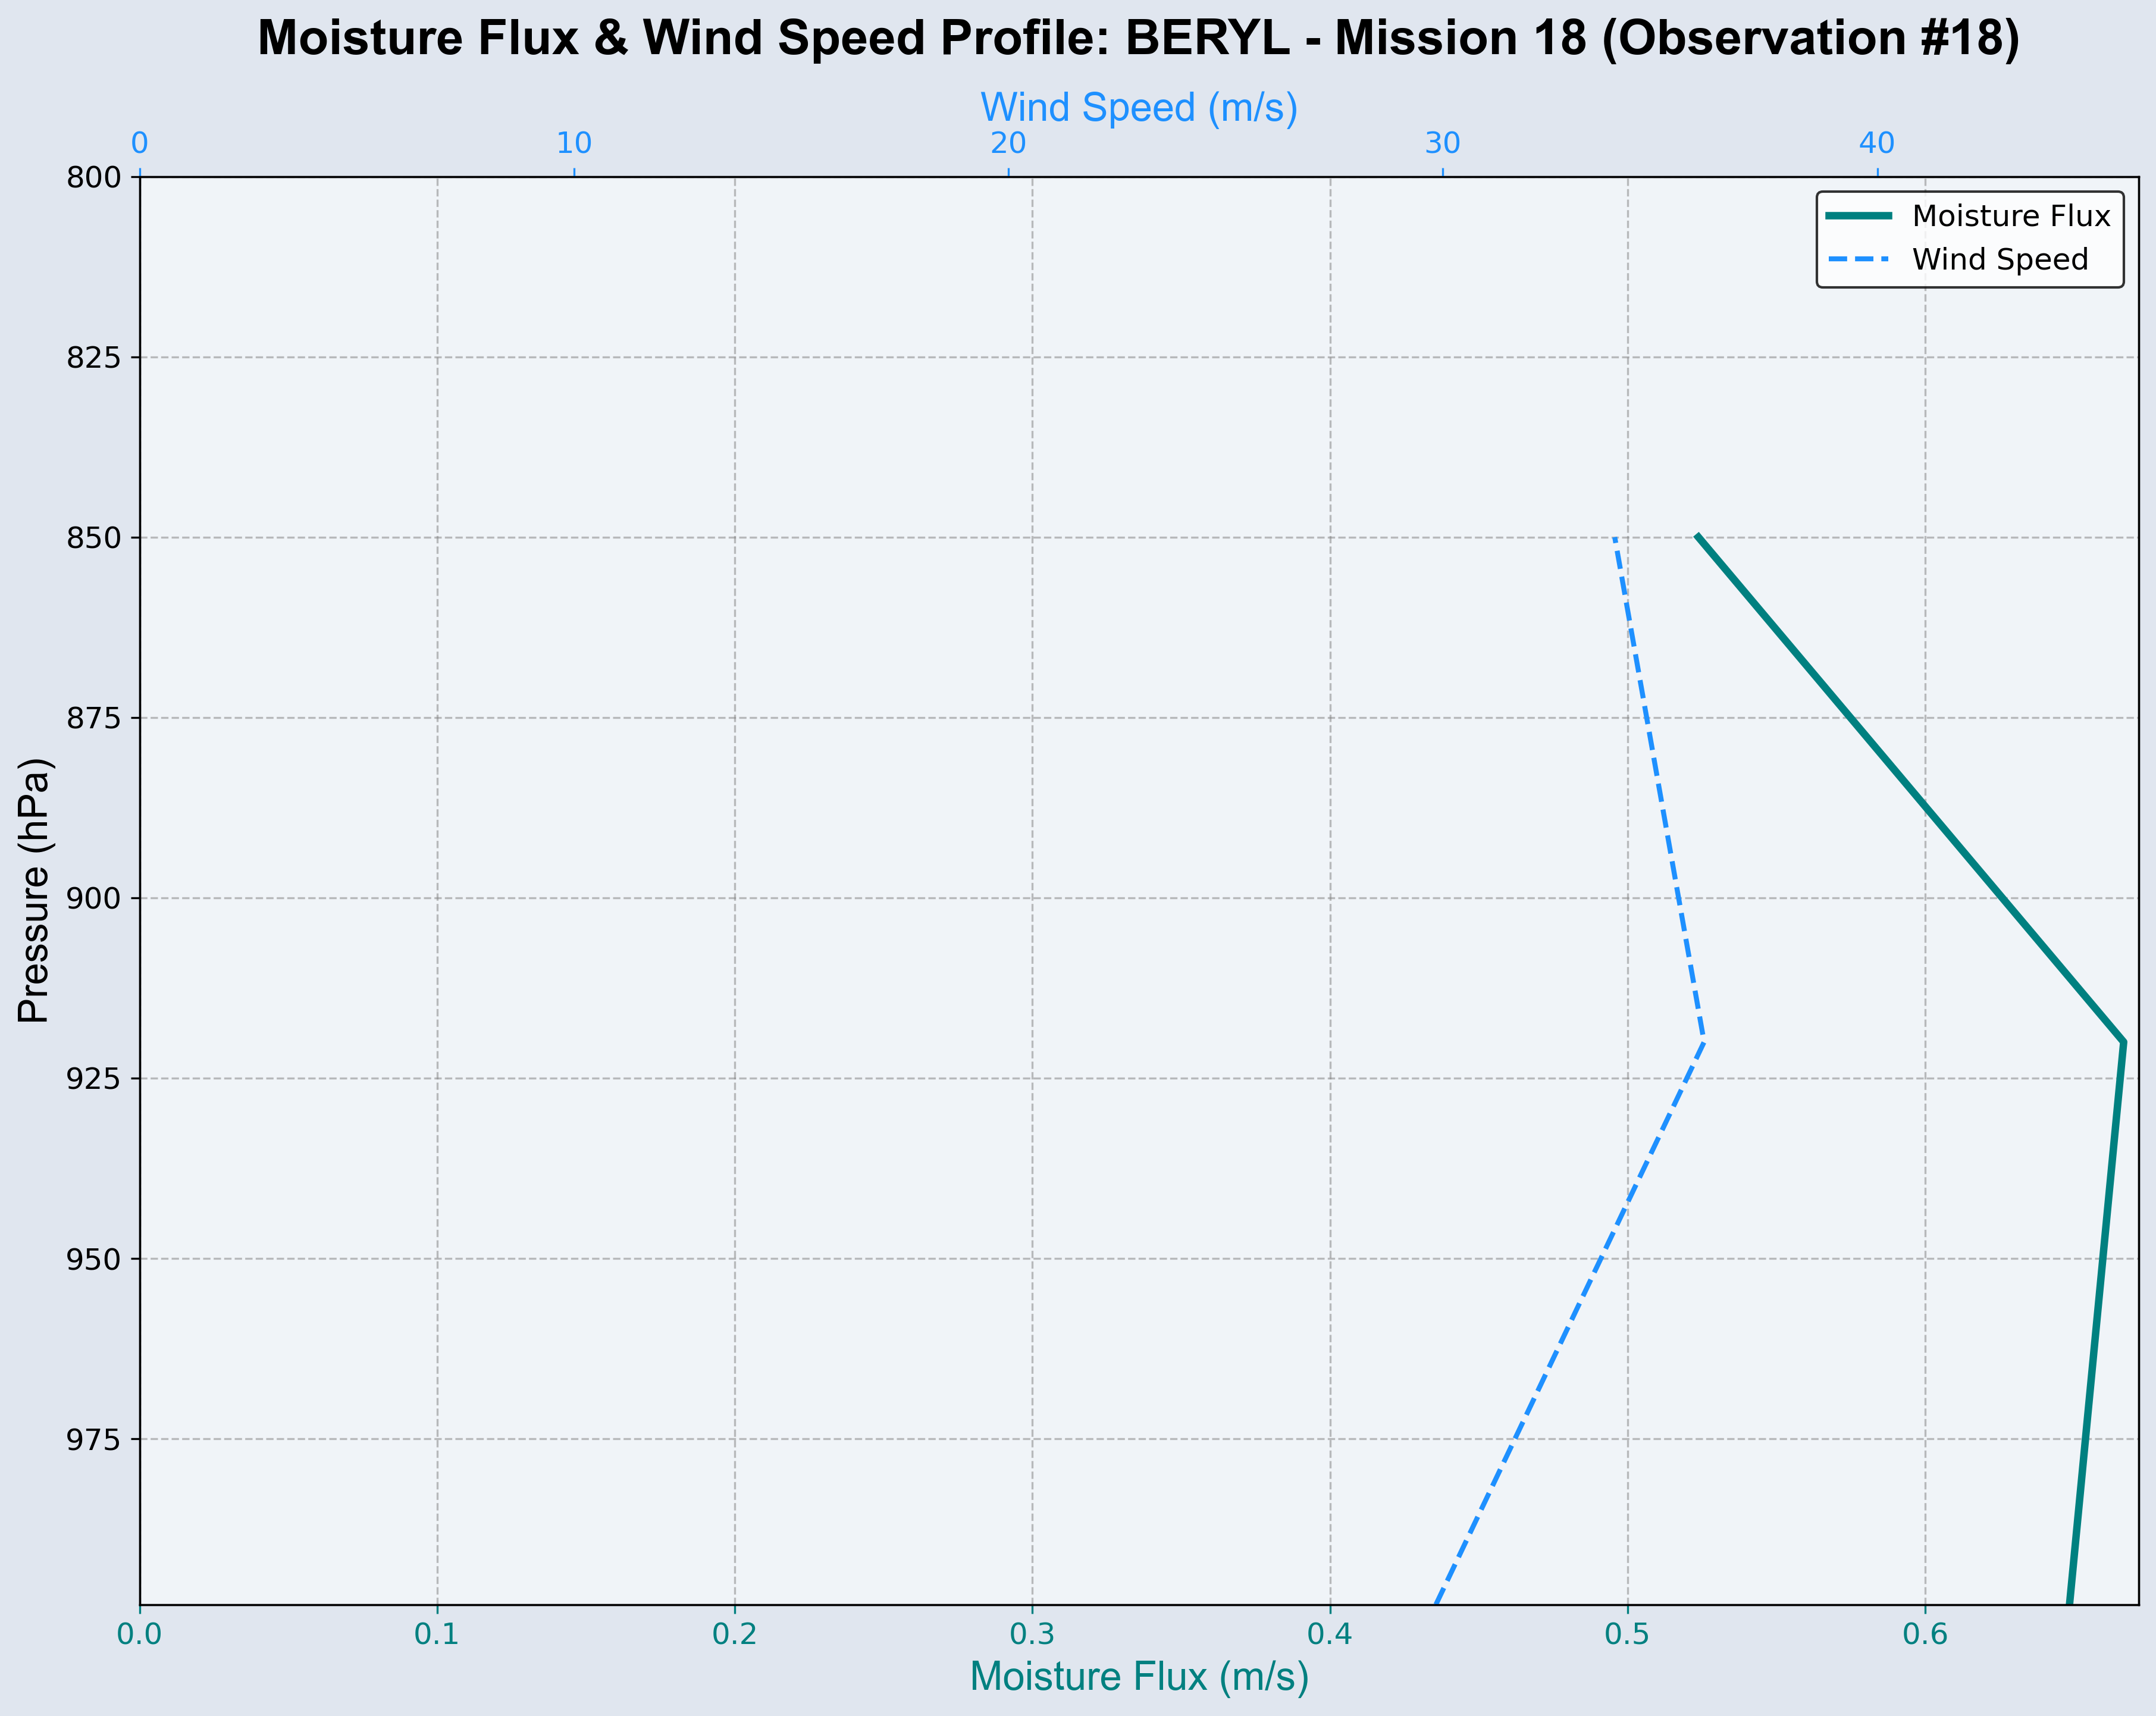 Moisture Flux & Wind Speed Profile: BERYL - Mission 18 (Observation #18)
Wind Speed (m/s)
0 10 20 30 40
Moisture Flux
Wind Speed
800
825
850
875
900
925
950
975
Pressure (hPa)
0.0 0.1 0.2 0.3 0.4 0.5 0.6
Moisture Flux (m/s)